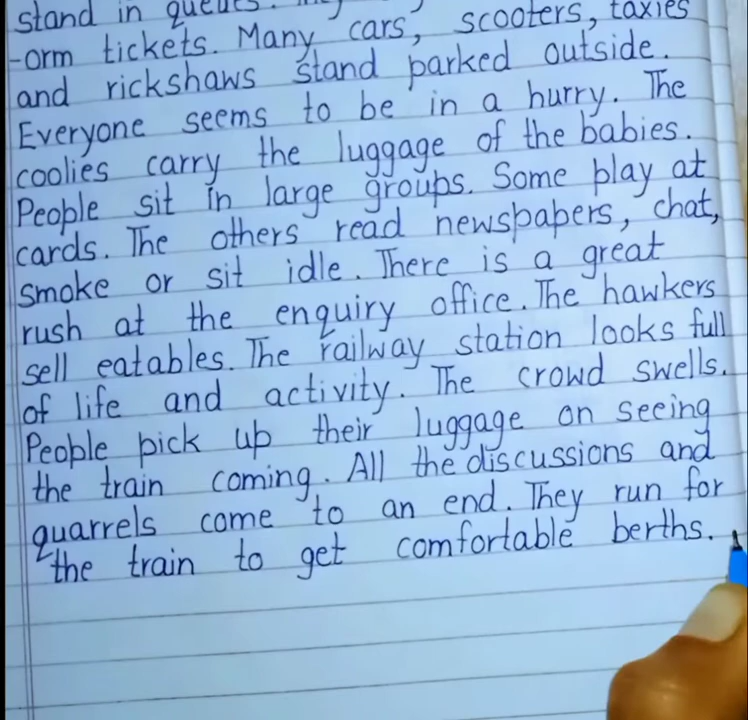 stand in queues.
-orm tickets. Many cars, scooters, taxies
and rickshaws stand parked outside.
Everyone seems to be in a hurry. The
coolies carry the luggage of the babies.
People sit in large groups. Some play at
cards. The others read newspapers, chat,
smoke or sit idle. There is a great
rush at the enquiry office. The hawkers
sell eatables. The railway station looks full
of life and activity. The crowd swells.
People pick up their luggage on seeing
the train coming. All the discussions and
quarrels come to an end. They run for
the train to get comfortable berths.